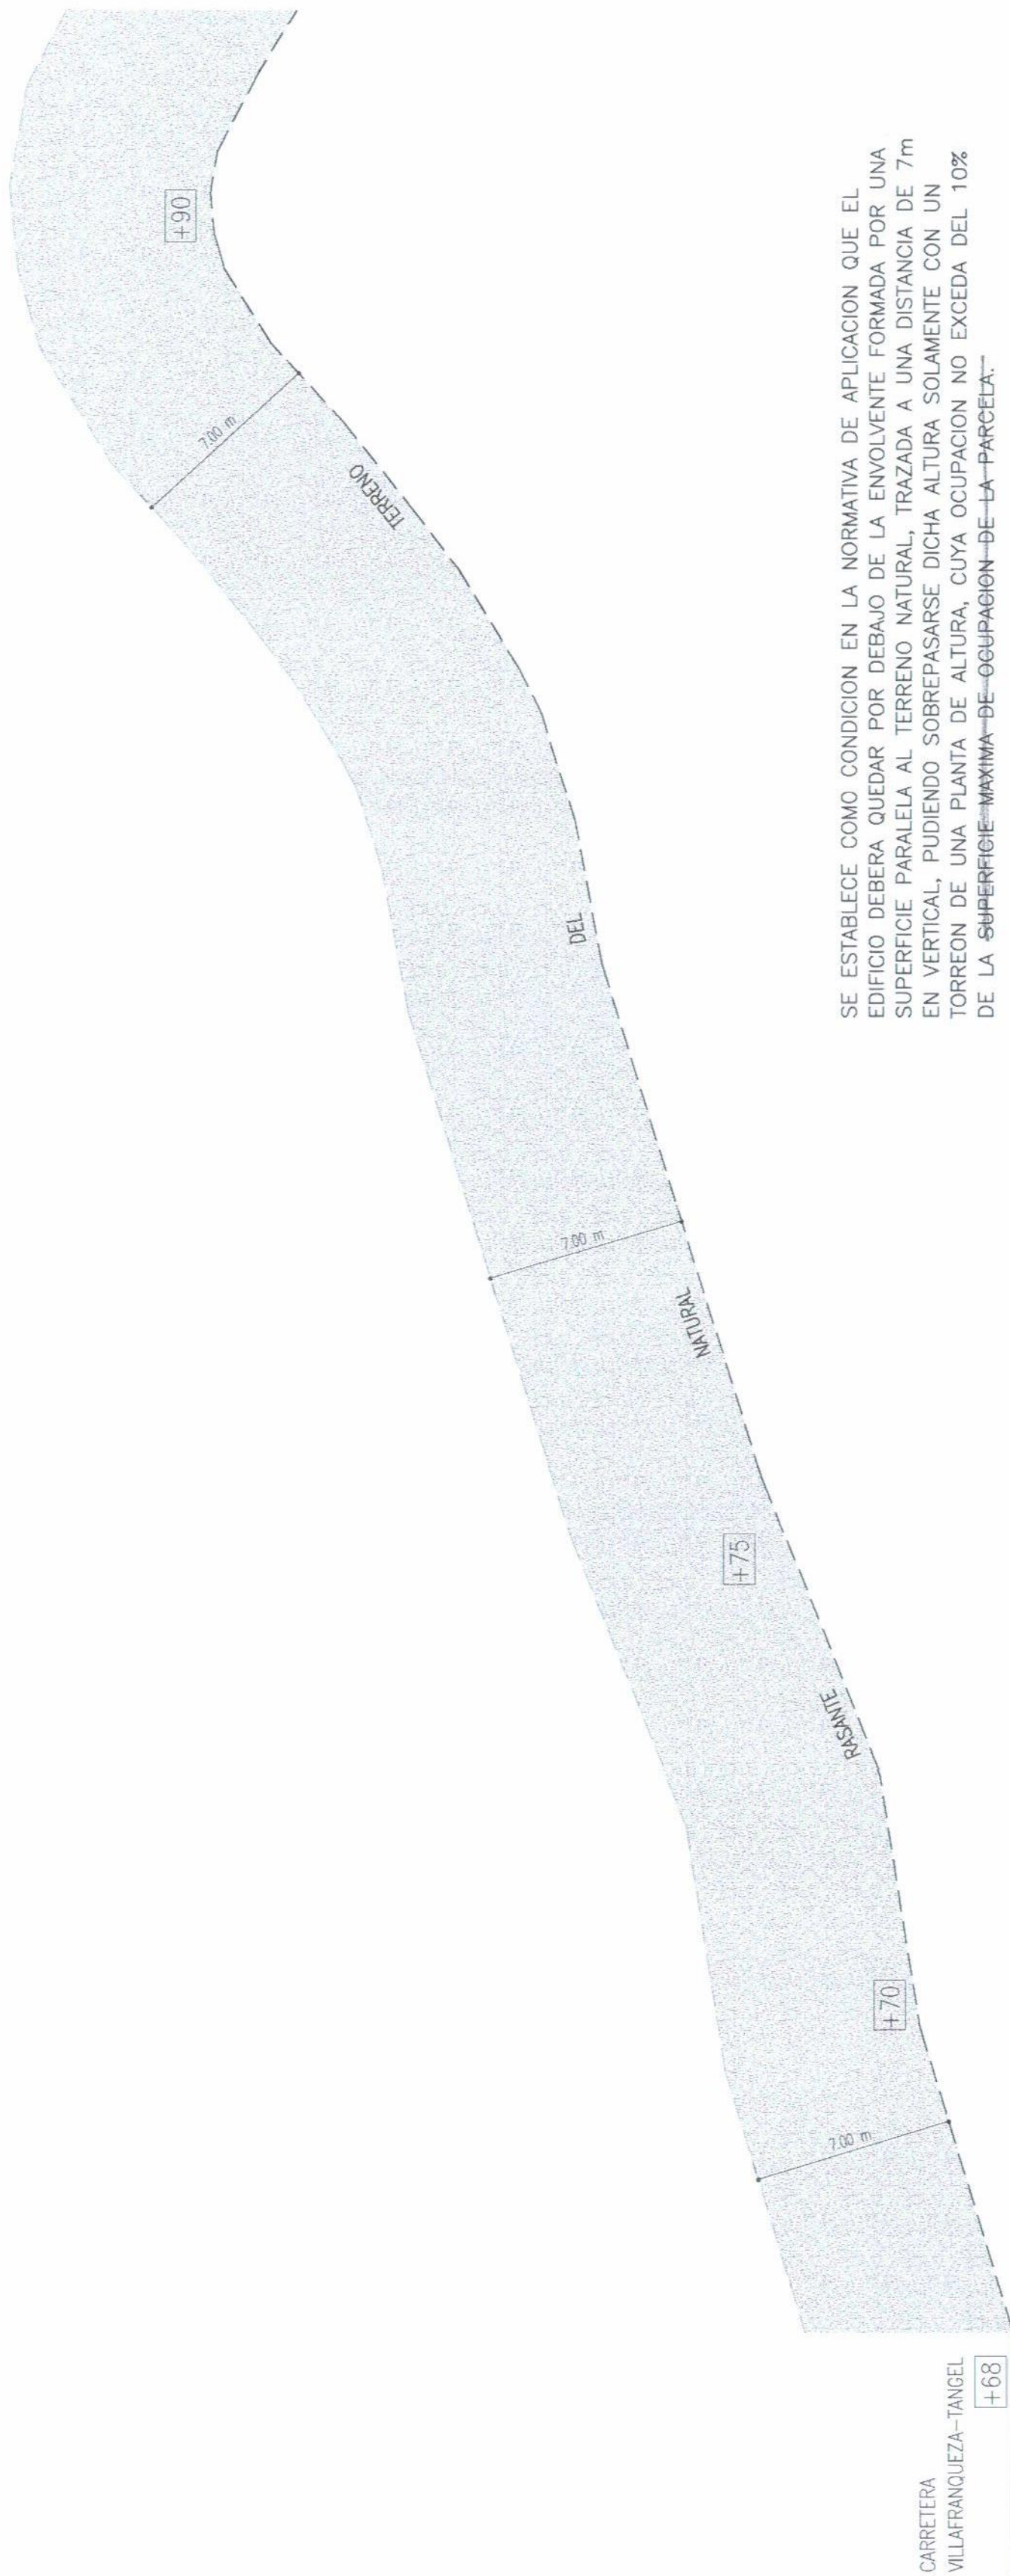 +90
7.00 m
TERRENO
DEL
7.00 m
NATURAL
+75
RASANTE
+70
7.00 m
CARRETERA
VILLAFRANQUEZA-TANGEL
+68
SE ESTABLECE COMO CONDICION EN LA NORMATIVA DE APLICACION QUE EL
EDIFICIO DEBERA QUEDAR POR DEBAJO DE LA ENVOLVENTE FORMADA POR UNA
SUPERFICIE PARALELA AL TERRENO NATURAL, TRAZADA A UNA DISTANCIA DE 7m
EN VERTICAL, PUDIENDO SOBREPASARSE DICHA ALTURA SOLAMENTE CON UN
TORREON DE UNA PLANTA DE ALTURA, CUYA OCUPACION NO EXCEDA DEL 10%
DE LA SUPERFICIE MAXIMA DE OCUPACION DE LA PARCELA.